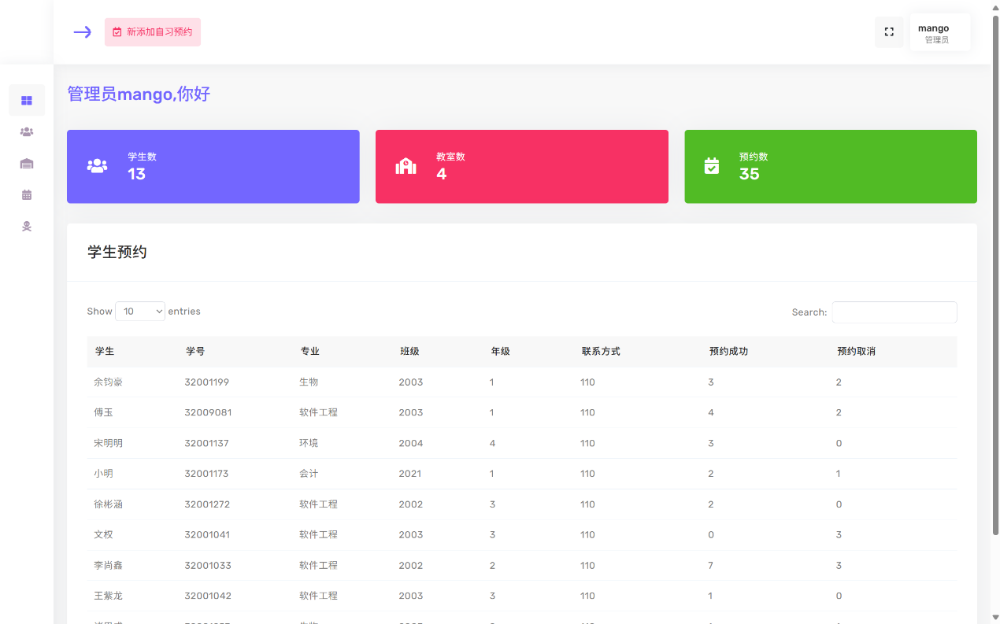 新添加自习预约
mango
管理员
管理员mango,你好
学生数
13
教室数
4
预约数
35
学生预约
Show 10 entries
Search:
学生 学号 专业 班级 年级 联系方式 预约成功 预约取消
余钧豪 32001199 生物 2003 1 110 3 2
傅玉 32009081 软件工程 2003 1 110 4 2
宋明明 32001137 环境 2004 4 110 3 0
小明 32001173 会计 2021 1 110 2 1
徐彬涵 32001272 软件工程 2002 3 110 2 0
文权 32001041 软件工程 2003 3 110 0 3
李尚鑫 32001033 软件工程 2002 2 110 7 3
王紫龙 32001042 软件工程 2003 3 110 1 0